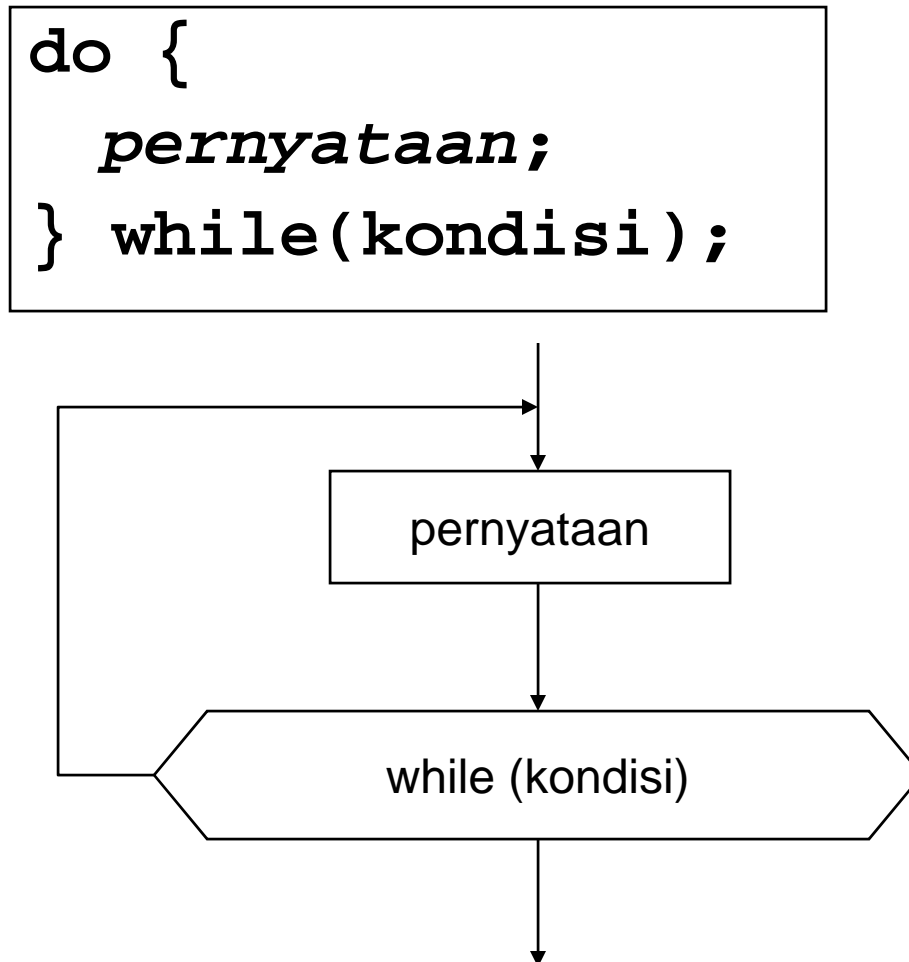 do {
pernyataan;
} while(kondisi);
pernyataan
while (kondisi)